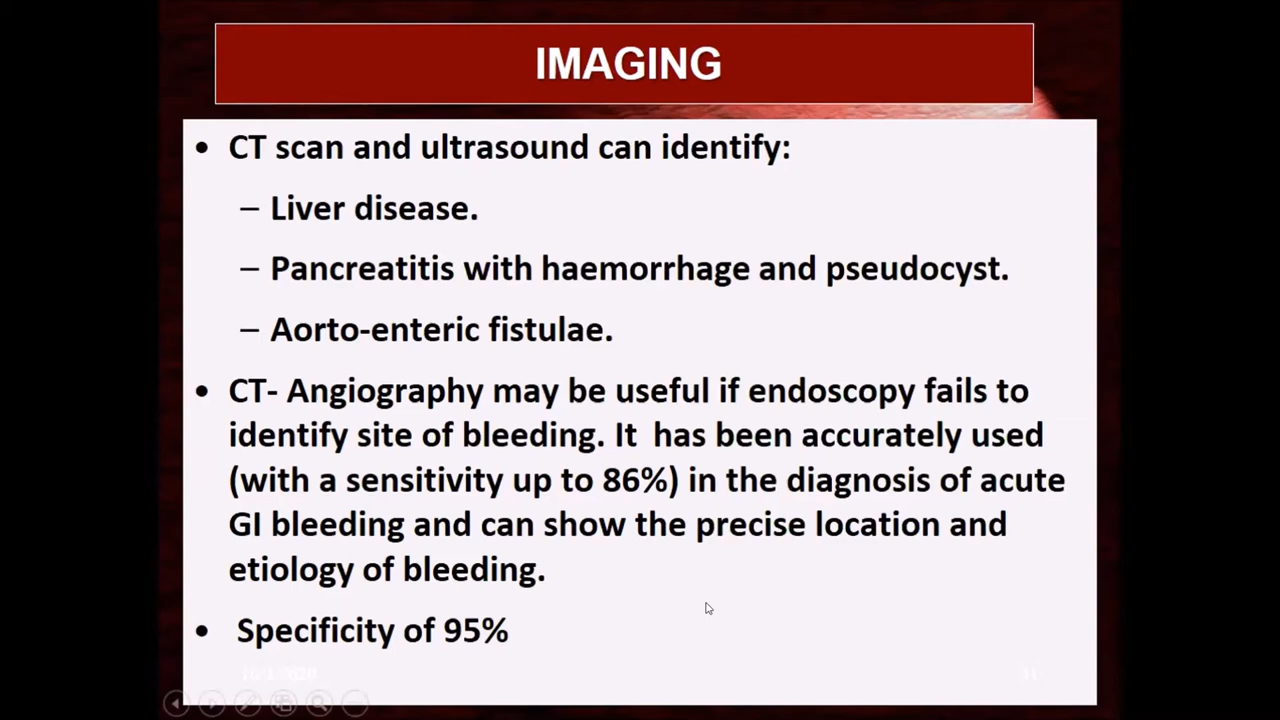 IMAGING
• CT scan and ultrasound can identify:
– Liver disease.
– Pancreatitis with haemorrhage and pseudocyst.
– Aorto-enteric fistulae.
• CT- Angiography may be useful if endoscopy fails to
identify site of bleeding. It has been accurately used
(with a sensitivity up to 86%) in the diagnosis of acute
GI bleeding and can show the precise location and
etiology of bleeding.
• Specificity of 95%